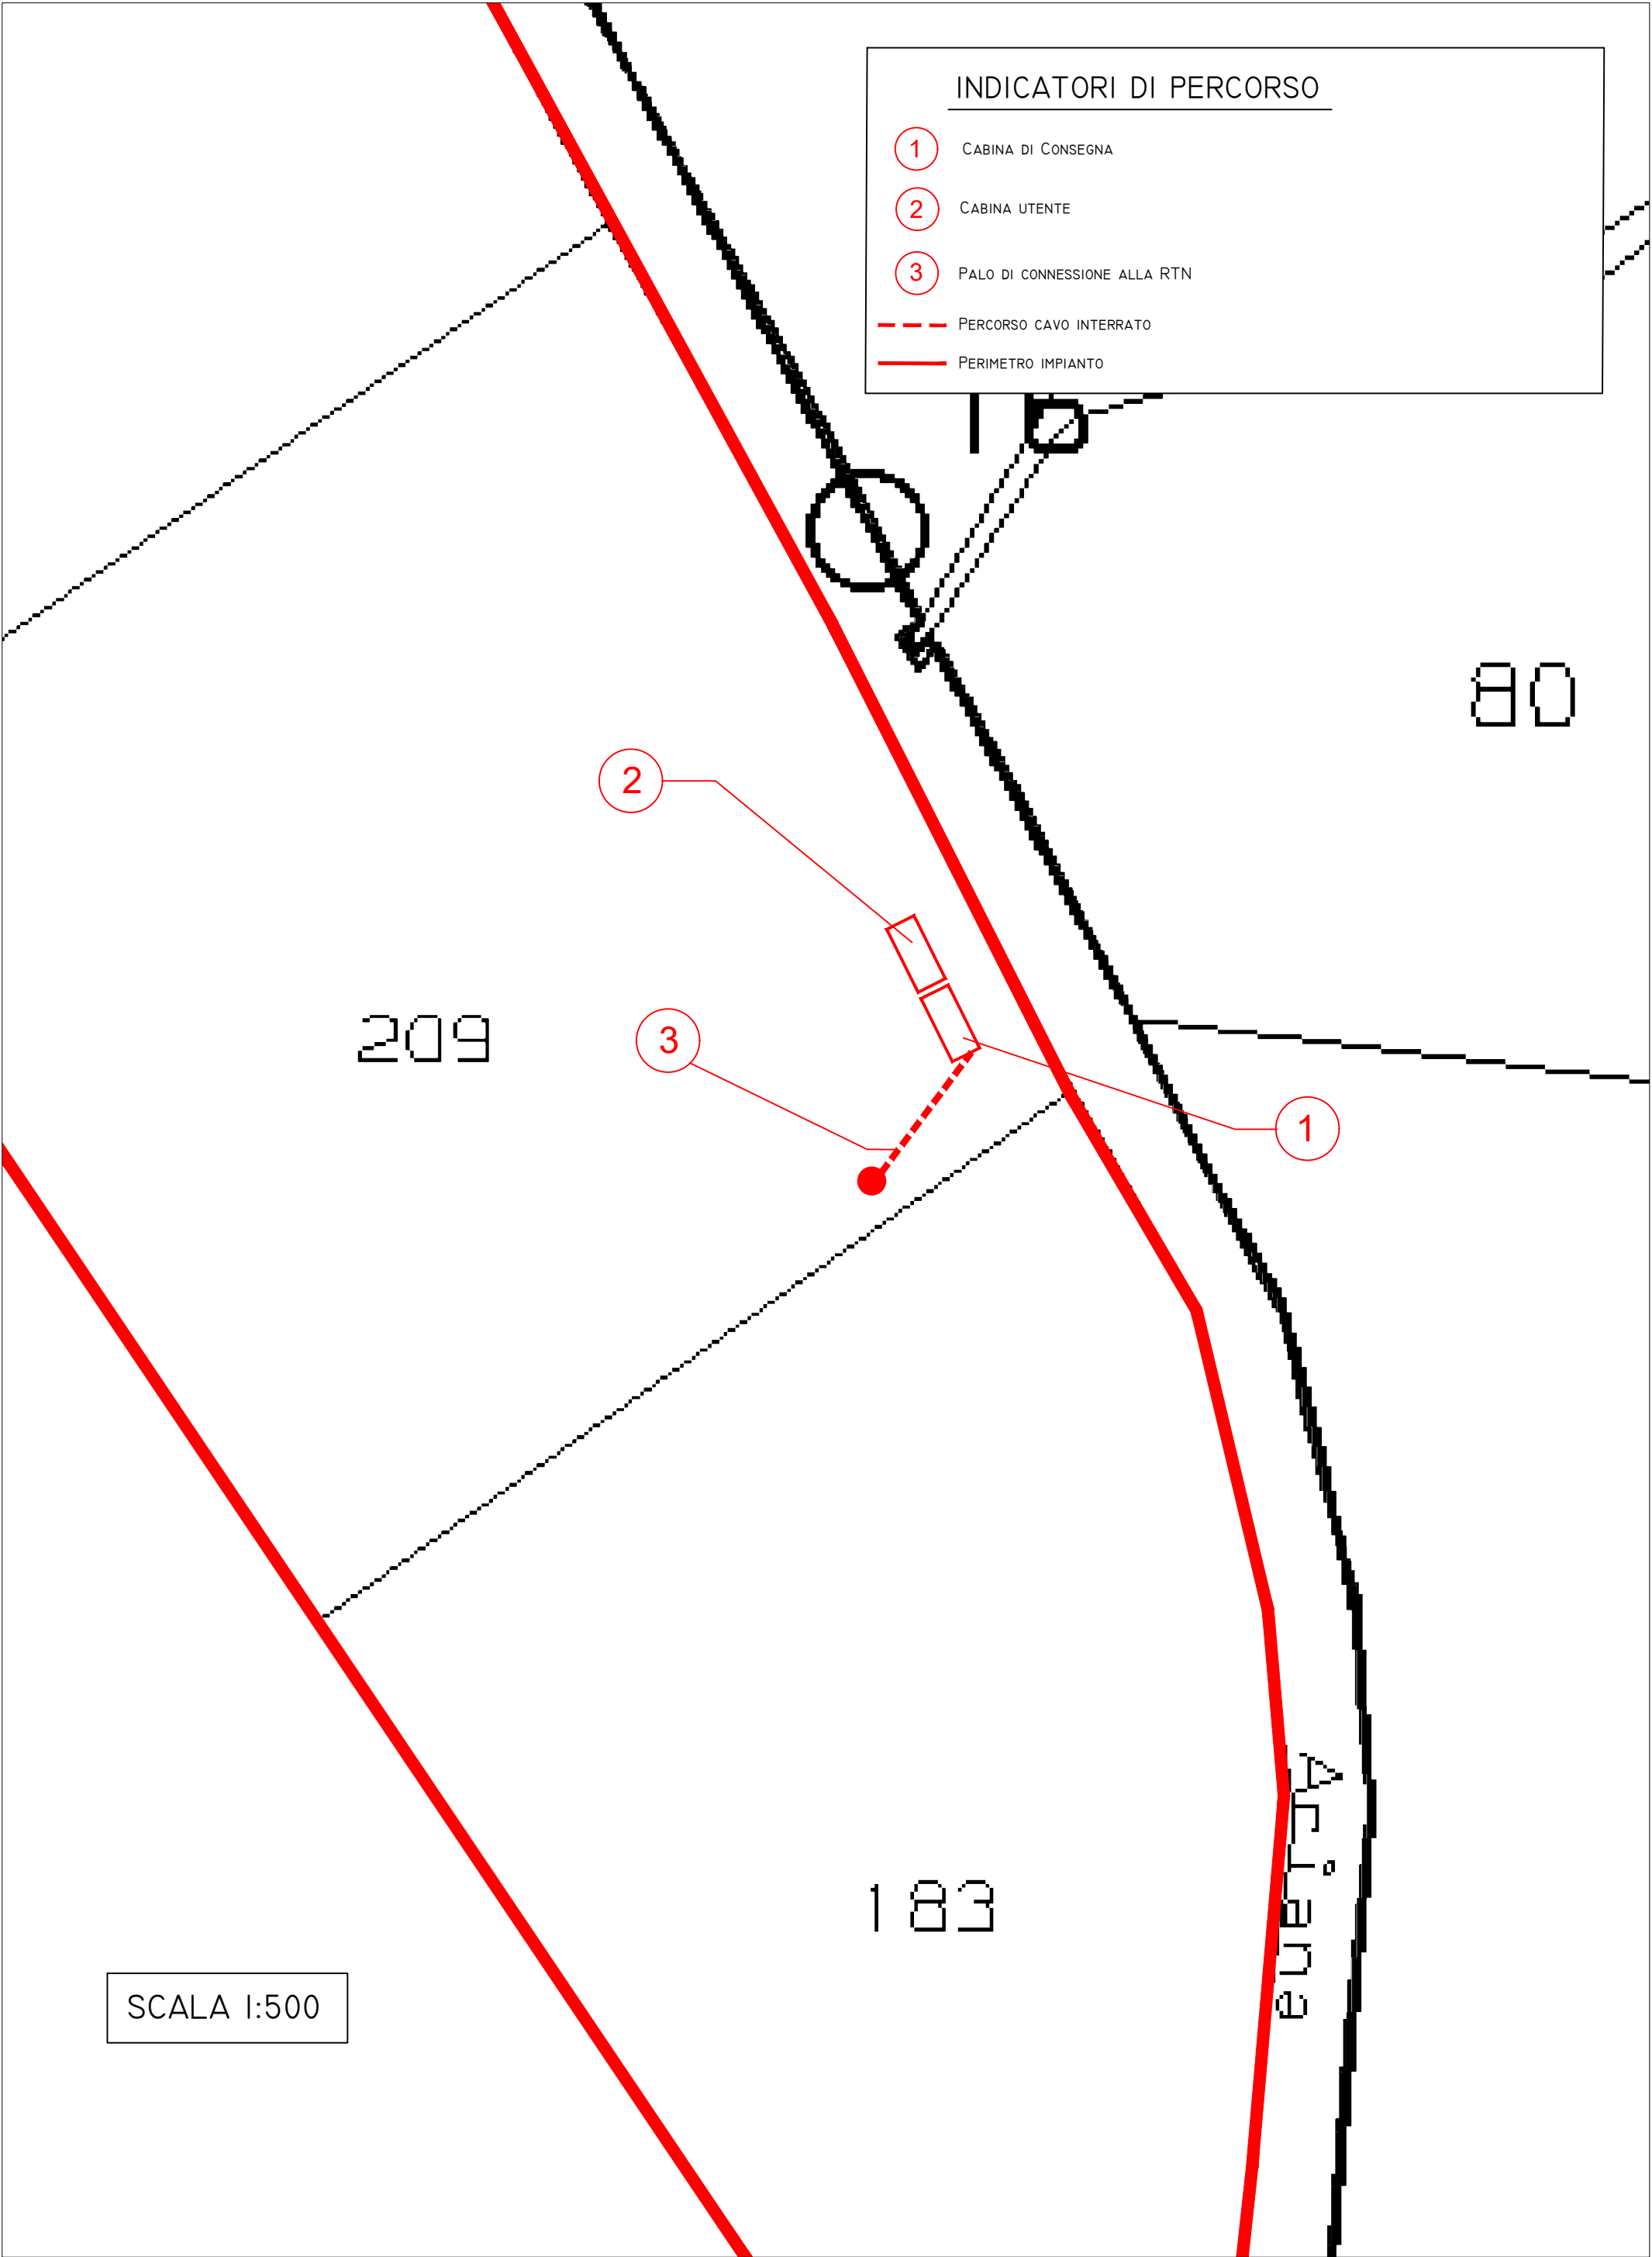 INDICATORI DI PERCORSO
1 CABINA DI CONSEGNA
2 CABINA UTENTE
3 PALO DI CONNESSIONE ALLA RTN
PERCORSO CAVO INTERRATO
PERIMETRO IMPIANTO
80
2
209
3
1
183
SCALA 1:500